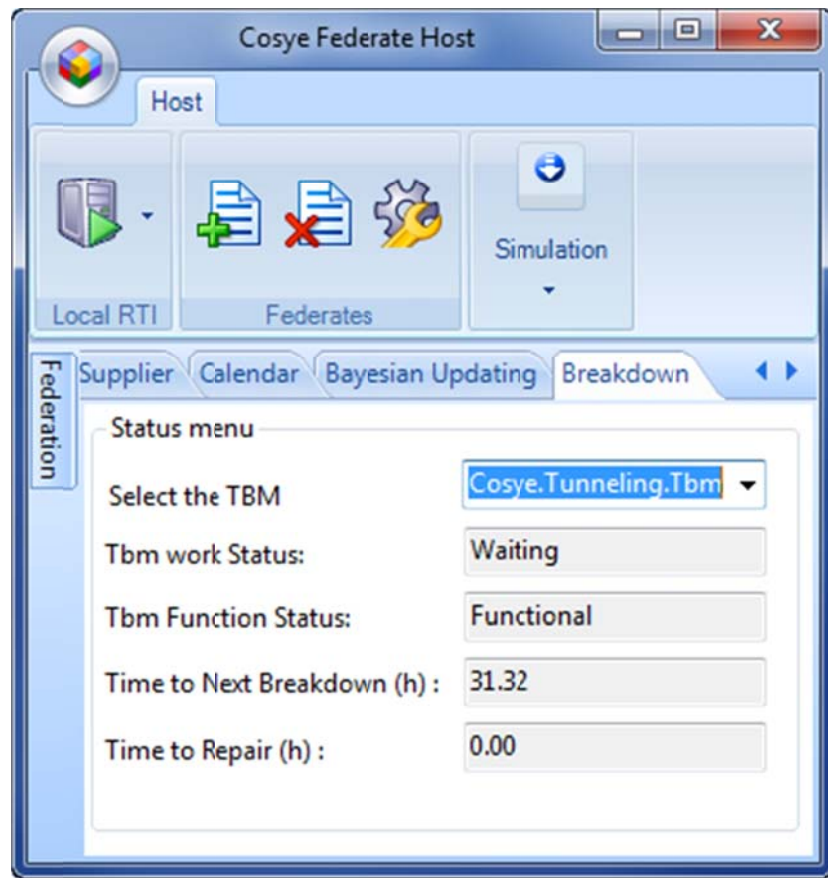 Cosye Federate Host
Host
Simulation
Local RTI
Federates
Federation
Supplier Calendar Bayesian Updating Breakdown
Status menu
Select the TBM Cosye.Tunneling.Tbm
Tbm work Status: Waiting
Tbm Function Status: Functional
Time to Next Breakdown (h) : 31.32
Time to Repair (h) : 0.00